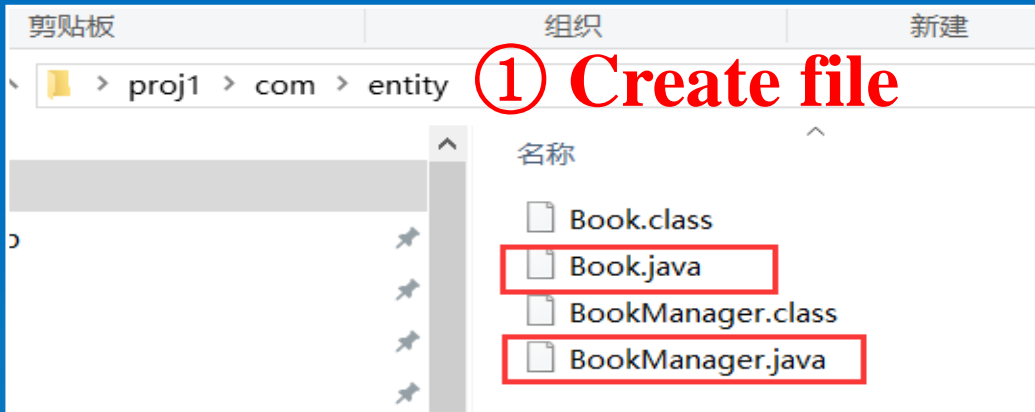 剪贴板 组织 新建
proj1 > com > entity ① Create file
名称
Book.class
Book.java
BookManager.class
BookManager.java